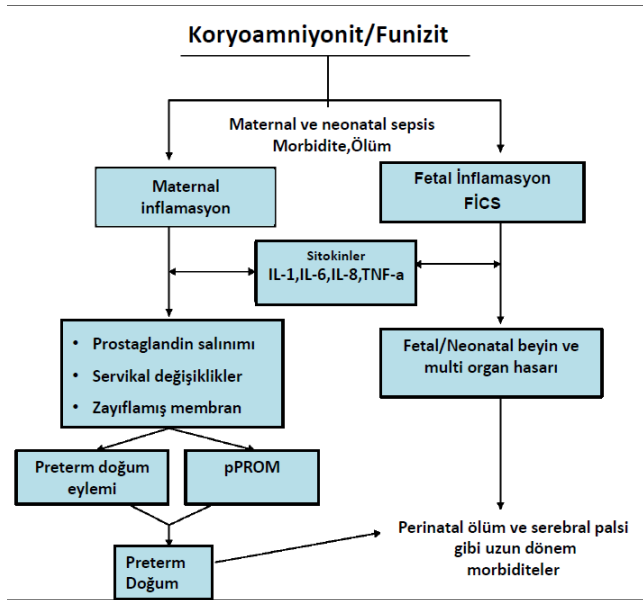 Koryoamniyonit/Funizit
Maternal ve neonatal sepsis
Morbidite,Ölüm
Maternal
inflamasyon
Fetal İnflamasyon
FİCS
Sitokinler
IL-1,IL-6,IL-8,TNF-a
• Prostaglandin salınımı
• Servikal değişiklikler
• Zayıflamış membran
Fetal/Neonatal beyin ve
multi organ hasarı
Preterm doğum
eylemi
pPROM
Preterm
Doğum
Perinatal ölüm ve serebral palsi
gibi uzun dönem
morbiditeler